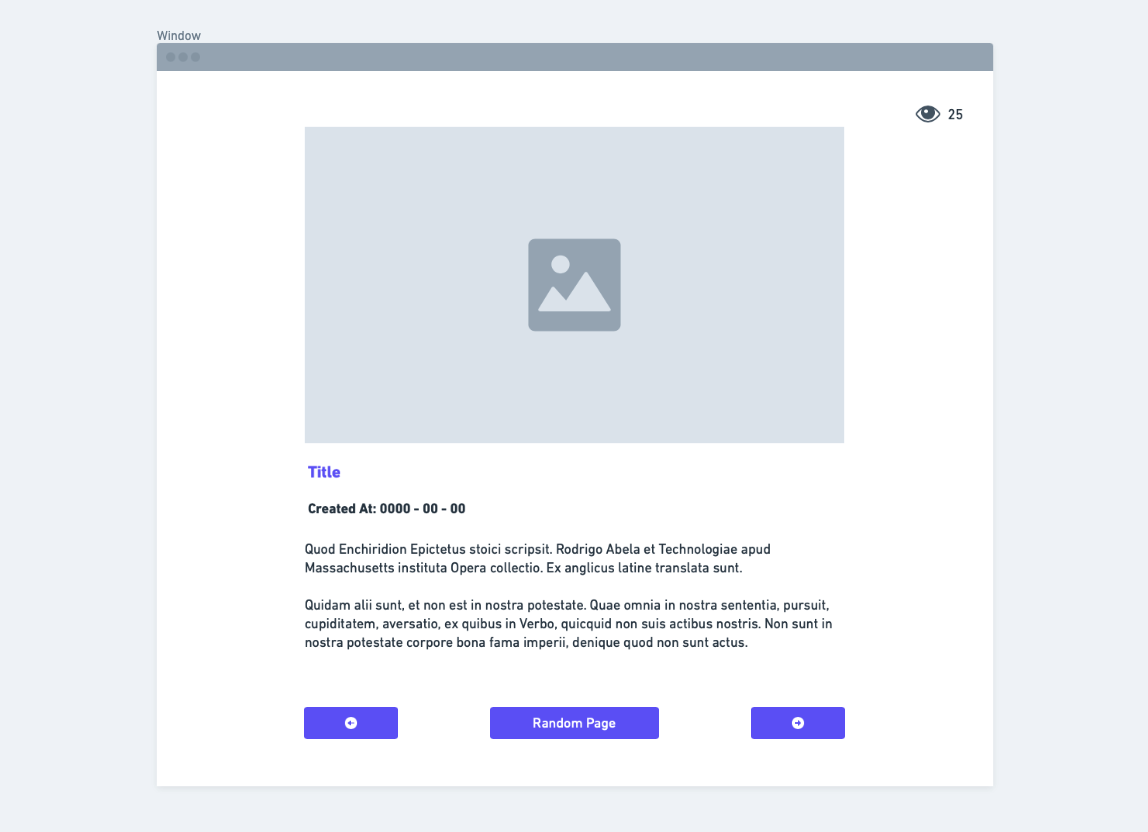 Window
25
Title
Created At: 0000 - 00 - 00
Quod Enchiridion Epictetus stoici scripsit. Rodrigo Abela et Technologiae apud
Massachusetts instituta Opera collectio. Ex anglicus latine translata sunt.
Quidam alii sunt, et non est in nostra potestate. Quae omnia in nostra sententia, pursuit,
cupiditatem, aversatio, ex quibus in Verbo, quicquid non suis actibus nostris. Non sunt in
nostra potestate corpore bona fama imperii, denique quod non sunt actus.
Random Page